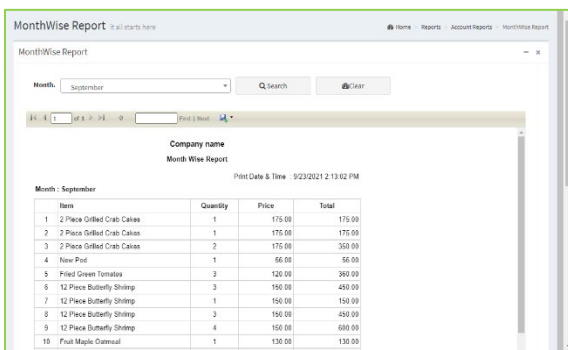 MonthWise Report It all starts here
Home Reports Account Reports MonthWise Report
MonthWise Report
Month. September Search Clear
1 of 1 Find | Next
Company name
Month Wise Report
Print Date & Time : 9/23/2021 2:13:02 PM
Month : September
Item Quantity Price Total
1 2 Piece Grilled Crab Cakes 1 175.00 175.00
2 2 Piece Grilled Crab Cakes 1 175.00 175.00
3 2 Piece Grilled Crab Cakes 2 175.00 350.00
4 New Pod 1 56.00 56.00
5 Fried Green Tomatos 3 120.00 360.00
6 12 Piece Butterfly Shrimp 3 150.00 450.00
7 12 Piece Butterfly Shrimp 1 150.00 150.00
8 12 Piece Butterfly Shrimp 3 150.00 450.00
9 12 Piece Butterfly Shrimp 4 150.00 600.00
10 Fruit Maple Oatmeal 1 130.00 130.00